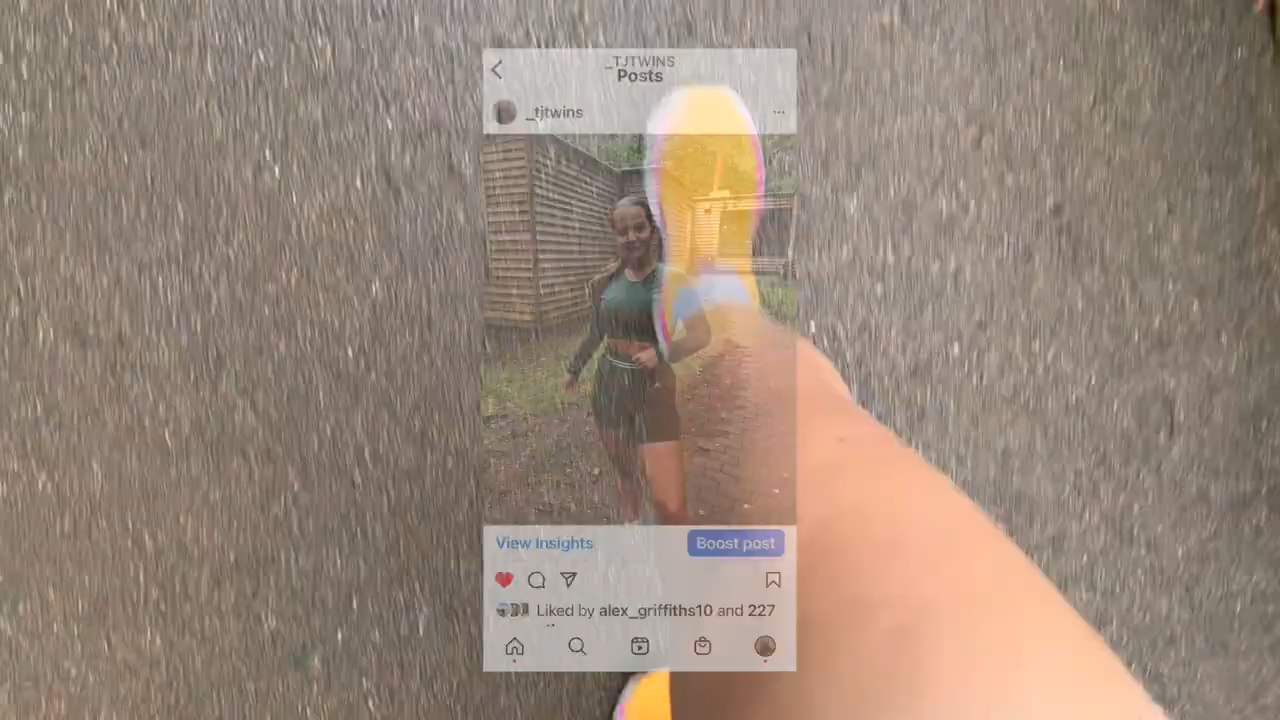 _TJTWINS
Posts
_tjtwins
View Insights
Boost post
Liked by alex_griffiths10 and 227